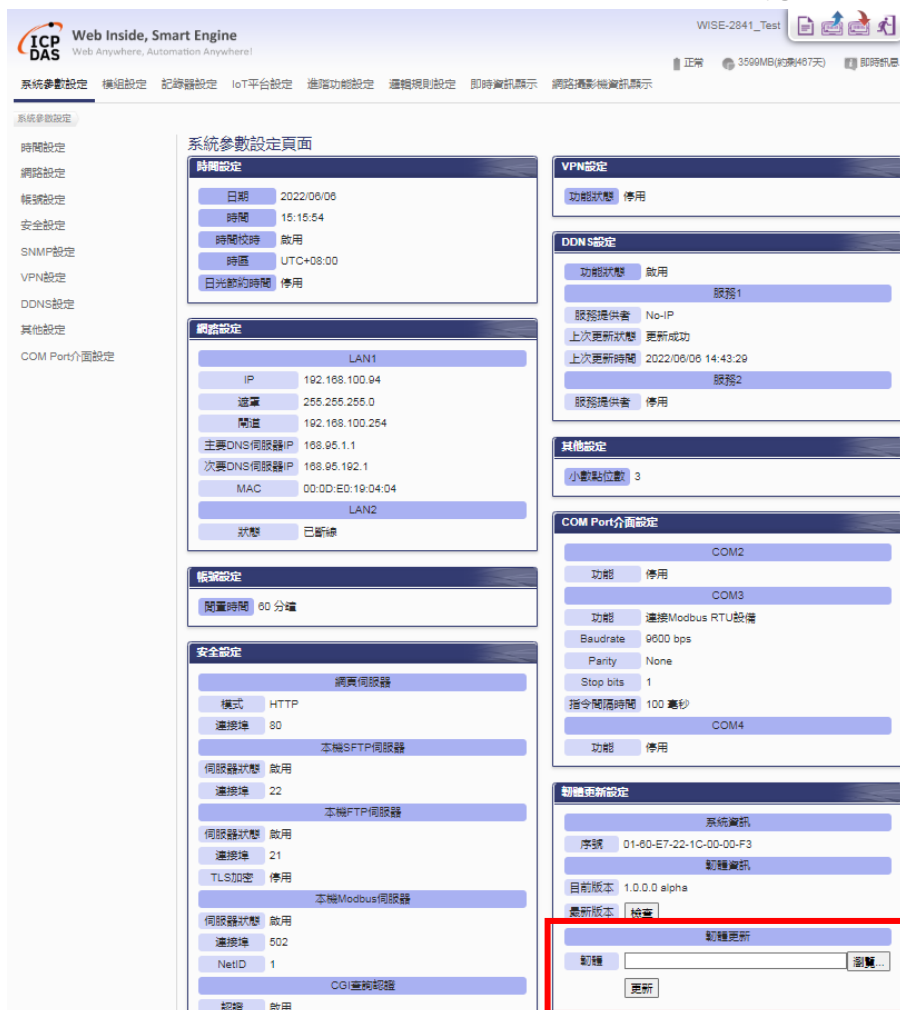 ICP DAS
Web Inside, Smart Engine
Web Anywhere, Automation Anywhere!
WISE-2841_Test
正常 3599MB(約剩467天) 即時訊息
系統參數設定 模組設定 記錄器設定 IoT平台設定 進階功能設定 邏輯規則設定 即時資訊顯示 網路攝影機資訊顯示
系統參數設定
時間設定
網路設定
帳號設定
安全設定
SNMP設定
VPN設定
DDNS設定
其他設定
COM Port介面設定
系統參數設定頁面
時間設定
日期 2022/06/06
時間 15:15:54
時間校時 啟用
時區 UTC+08:00
日光節約時間 停用
網路設定
LAN1
IP 192.168.100.94
遮罩 255.255.255.0
閘道 192.168.100.254
主要DNS伺服器IP 168.95.1.1
次要DNS伺服器IP 168.95.192.1
MAC 00:0D:E0:19:04:04
LAN2
狀態 已斷線
帳號設定
閒置時間 60 分鐘
安全設定
網頁伺服器
模式 HTTP
連接埠 80
本機SFTP伺服器
伺服器狀態 啟用
連接埠 22
本機FTP伺服器
伺服器狀態 啟用
連接埠 21
TLS加密 停用
本機Modbus伺服器
伺服器狀態 啟用
連接埠 502
NetID 1
CGI查詢認證
認證 啟用
VPN設定
功能狀態 停用
DDNS設定
功能狀態 啟用
服務1
服務提供者 No-IP
上次更新狀態 更新成功
上次更新時間 2022/06/06 14:43:29
服務2
服務提供者 停用
其他設定
小數點位數 3
COM Port介面設定
COM2
功能 停用
COM3
功能 連接Modbus RTU設備
Baudrate 9600 bps
Parity None
Stop bits 1
指令間隔時間 100 毫秒
COM4
功能 停用
韌體更新設定
系統資訊
序號 01-60-E7-22-1C-00-00-F3
韌體資訊
目前版本 1.0.0.0 alpha
最新版本 檢查
韌體更新
韌體 瀏覽...
更新